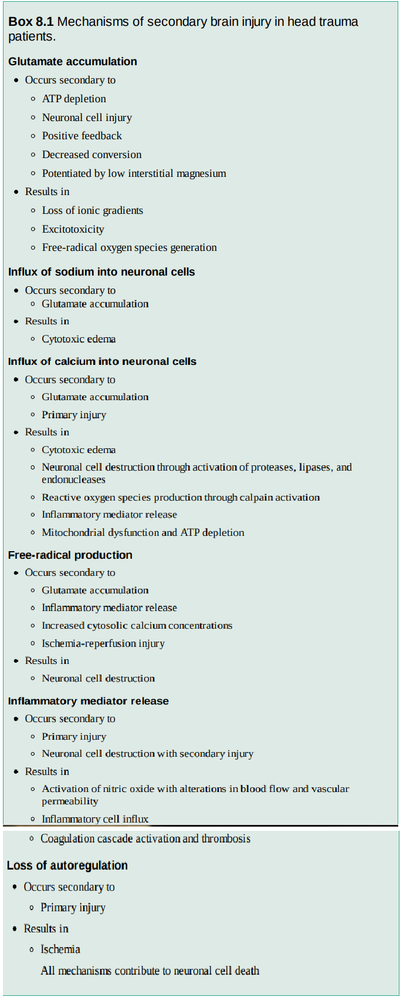 Box 8.1 Mechanisms of secondary brain injury in head trauma
patients.
Glutamate accumulation
• Occurs secondary to
◦ ATP depletion
◦ Neuronal cell injury
◦ Positive feedback
◦ Decreased conversion
◦ Potentiated by low interstitial magnesium
• Results in
◦ Loss of ionic gradients
◦ Excitotoxicity
◦ Free-radical oxygen species generation
Influx of sodium into neuronal cells
• Occurs secondary to
◦ Glutamate accumulation
• Results in
◦ Cytotoxic edema
Influx of calcium into neuronal cells
• Occurs secondary to
◦ Glutamate accumulation
◦ Primary injury
• Results in
◦ Cytotoxic edema
◦ Neuronal cell destruction through activation of proteases, lipases, and
endonucleases
◦ Reactive oxygen species production through calpain activation
◦ Inflammatory mediator release
◦ Mitochondrial dysfunction and ATP depletion
Free-radical production
• Occurs secondary to
◦ Glutamate accumulation
◦ Inflammatory mediator release
◦ Increased cytosolic calcium concentrations
◦ Ischemia-reperfusion injury
• Results in
◦ Neuronal cell destruction
Inflammatory mediator release
• Occurs secondary to
◦ Primary injury
◦ Neuronal cell destruction with secondary injury
• Results in
◦ Activation of nitric oxide with alterations in blood flow and vascular
permeability
◦ Inflammatory cell influx
◦ Coagulation cascade activation and thrombosis
Loss of autoregulation
• Occurs secondary to
◦ Primary injury
• Results in
◦ Ischemia
All mechanisms contribute to neuronal cell death